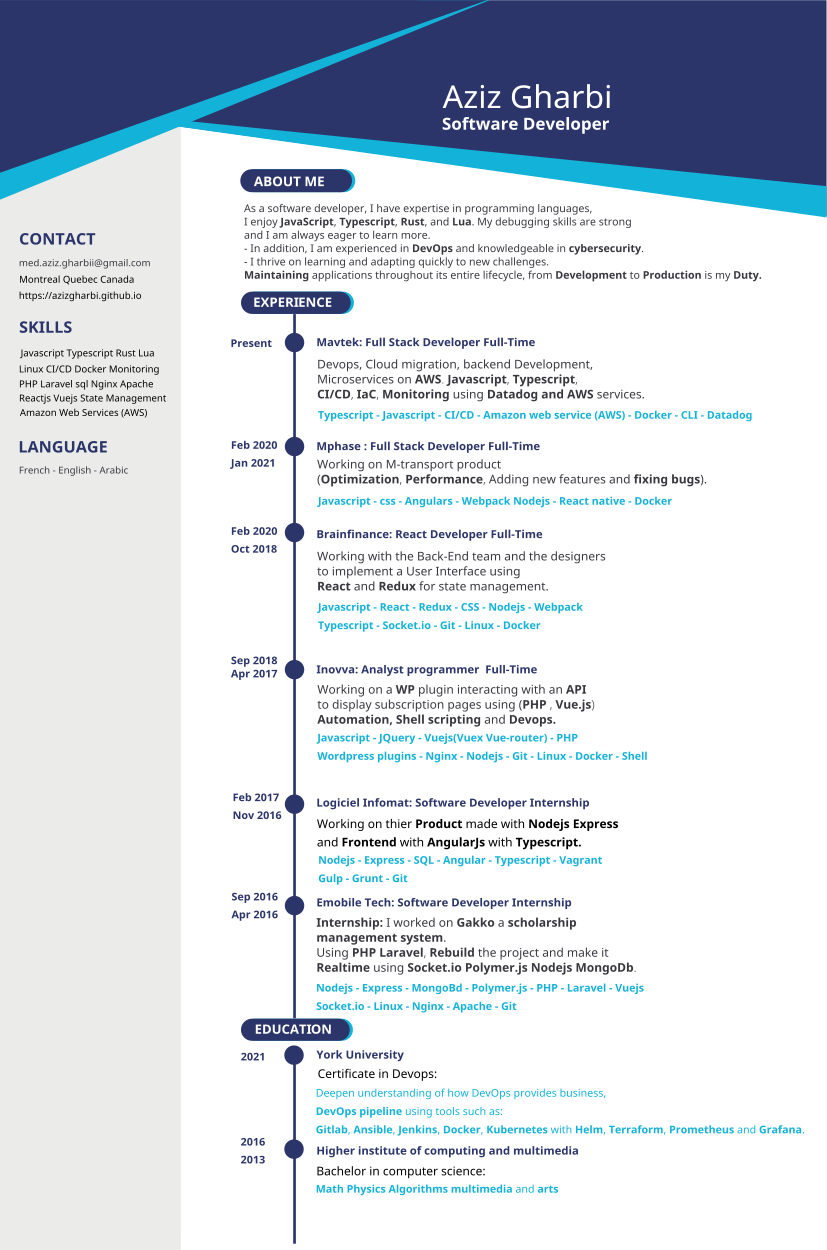 Aziz Gharbi
Software Developer
CONTACT
med.aziz.gharbii@gmail.com
Montreal Quebec Canada
https://azizgharbi.github.io
SKILLS
Javascript Typescript Rust Lua
Linux CI/CD Docker Monitoring
PHP Laravel sql Nginx Apache
Reactjs Vuejs State Management
Amazon Web Services (AWS)
LANGUAGE
French - English - Arabic
ABOUT ME
As a software developer, I have expertise in programming languages,
I enjoy JavaScript, Typescript, Rust, and Lua. My debugging skills are strong
and I am always eager to learn more.
- In addition, I am experienced in DevOps and knowledgeable in cybersecurity.
- I thrive on learning and adapting quickly to new challenges.
Maintaining applications throughout its entire lifecycle, from Development to Production is my Duty.
EXPERIENCE
Present
Mavtek: Full Stack Developer Full-Time
Devops, Cloud migration, backend Development,
Microservices on AWS, Javascript, Typescript,
CI/CD, IaC, Monitoring using Datadog and AWS services.
Typescript - Javascript - CI/CD - Amazon web service (AWS) - Docker - CLI - Datadog
Feb 2020
Jan 2021
Mphase : Full Stack Developer Full-Time
Working on M-transport product
(Optimization, Performance, Adding new features and fixing bugs).
Javascript - css - Angulars - Webpack Nodejs - React native - Docker
Feb 2020
Oct 2018
Brainfinance: React Developer Full-Time
Working with the Back-End team and the designers
to implement a User Interface using
React and Redux for state management.
Javascript - React - Redux - CSS - Nodejs - Webpack
Typescript - Socket.io - Git - Linux - Docker
Sep 2018
Apr 2017
Inovva: Analyst programmer  Full-Time
Working on a WP plugin interacting with an API
to display subscription pages using (PHP , Vue.js)
Automation, Shell scripting and Devops.
Javascript - JQuery - Vuejs(Vuex Vue-router) - PHP
Wordpress plugins - Nginx - Nodejs - Git - Linux - Docker - Shell
Feb 2017
Nov 2016
Logiciel Infomat: Software Developer Internship
Working on thier Product made with Nodejs Express
and Frontend with AngularJs with Typescript.
Nodejs - Express - SQL - Angular - Typescript - Vagrant
Gulp - Grunt - Git
Sep 2016
Apr 2016
Emobile Tech: Software Developer Internship
Internship: I worked on Gakko a scholarship
management system.
Using PHP Laravel, Rebuild the project and make it
Realtime using Socket.io Polymer.js Nodejs MongoDb.
Nodejs - Express - MongoBd - Polymer.js - PHP - Laravel - Vuejs
Socket.io - Linux - Nginx - Apache - Git
EDUCATION
2021
York University
Certificate in Devops:
Deepen understanding of how DevOps provides business,
DevOps pipeline using tools such as:
Gitlab, Ansible, Jenkins, Docker, Kubernetes with Helm, Terraform, Prometheus and Grafana.
2016
2013
Higher institute of computing and multimedia
Bachelor in computer science:
Math Physics Algorithms multimedia and arts